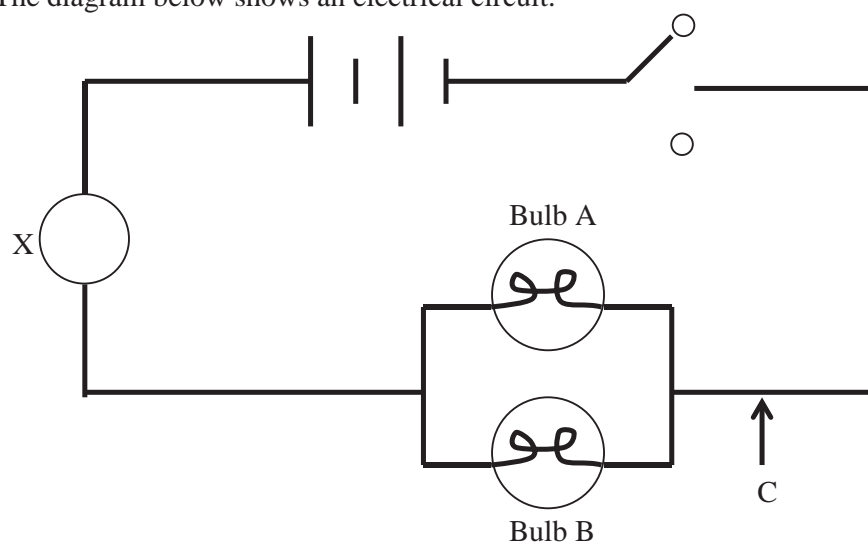 The diagram below shows an electrical circuit.
Bulb A
X
C
Bulb B